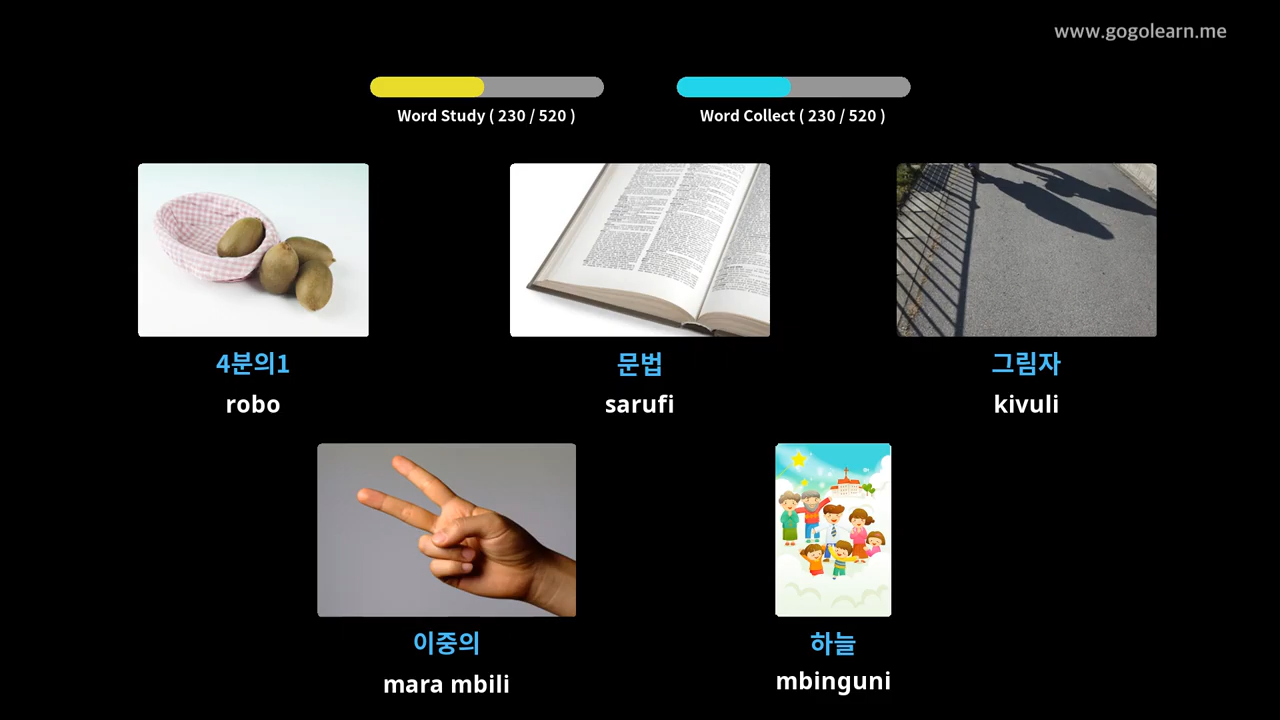 www.gogolearn.me
Word Study ( 230 / 520 )
Word Collect ( 230 / 520 )
4분의1
robo
문법
sarufi
그림자
kivuli
이중의
mara mbili
하늘
mbinguni